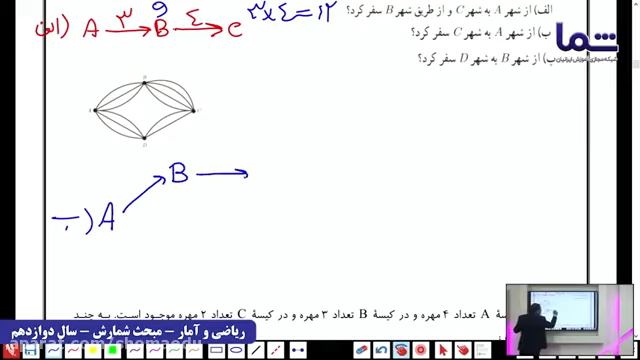 الف) از شهر A به شهر C و از طریق شهر B سفر کرد؟
ب) از شهر A به شهر C سفر کرد؟
پ) از شهر B به شهر D سفر کرد؟
شما
شبکه مجازی آموزش ایرانیان
الف) A ۳ B ۴ C
و
۳×۴=۱۲
B
D
ب) A B
A تعداد ۴ مهره و در کیسهٔ B تعداد ۳ مهره و در کیسهٔ C تعداد ۲ مهره موجود است. به چند
ریاضی و آمار – مبحث شمارش – سال دوازدهم
aparat.com/shomaedu